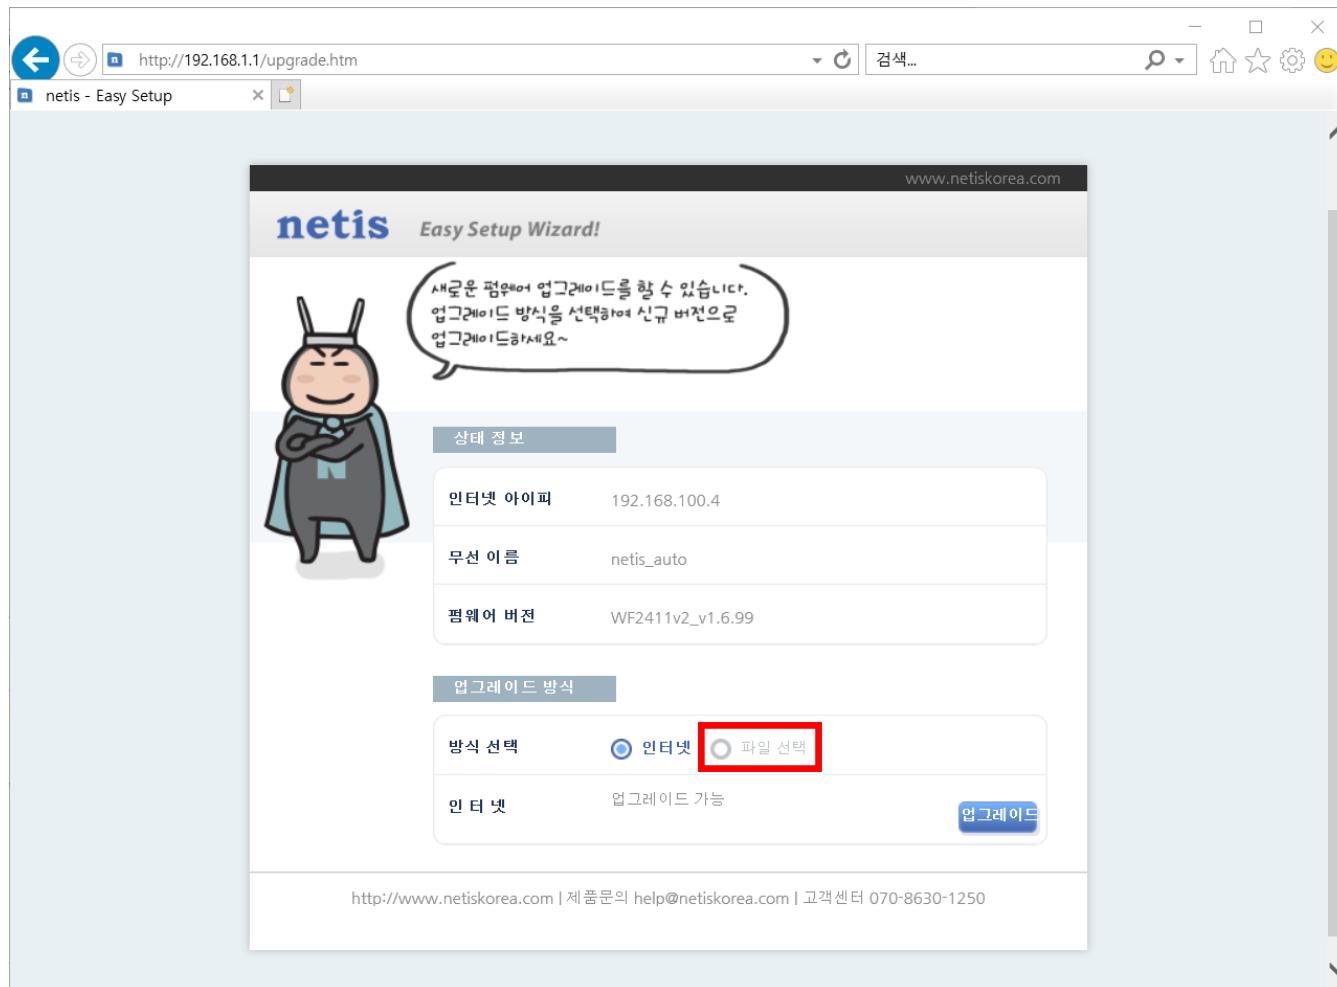 http://192.168.1.1/upgrade.htm
검색...
netis - Easy Setup
www.netiskorea.com
netis Easy Setup Wizard!
새로운 펌웨어 업그레이드를 할 수 있습니다.
업그레이드 방식을 선택하여 신규 버전으로
업그레이드하세요~
N
상태 정보
인터넷 아이피 192.168.100.4
무선 이름 netis_auto
펌웨어 버전 WF2411v2_v1.6.99
업그레이드 방식
방식 선택 인터넷 파일 선택
인 터 넷 업그레이드 가능
업그레이드
http://www.netiskorea.com | 제품문의 help@netiskorea.com | 고객센터 070-8630-1250